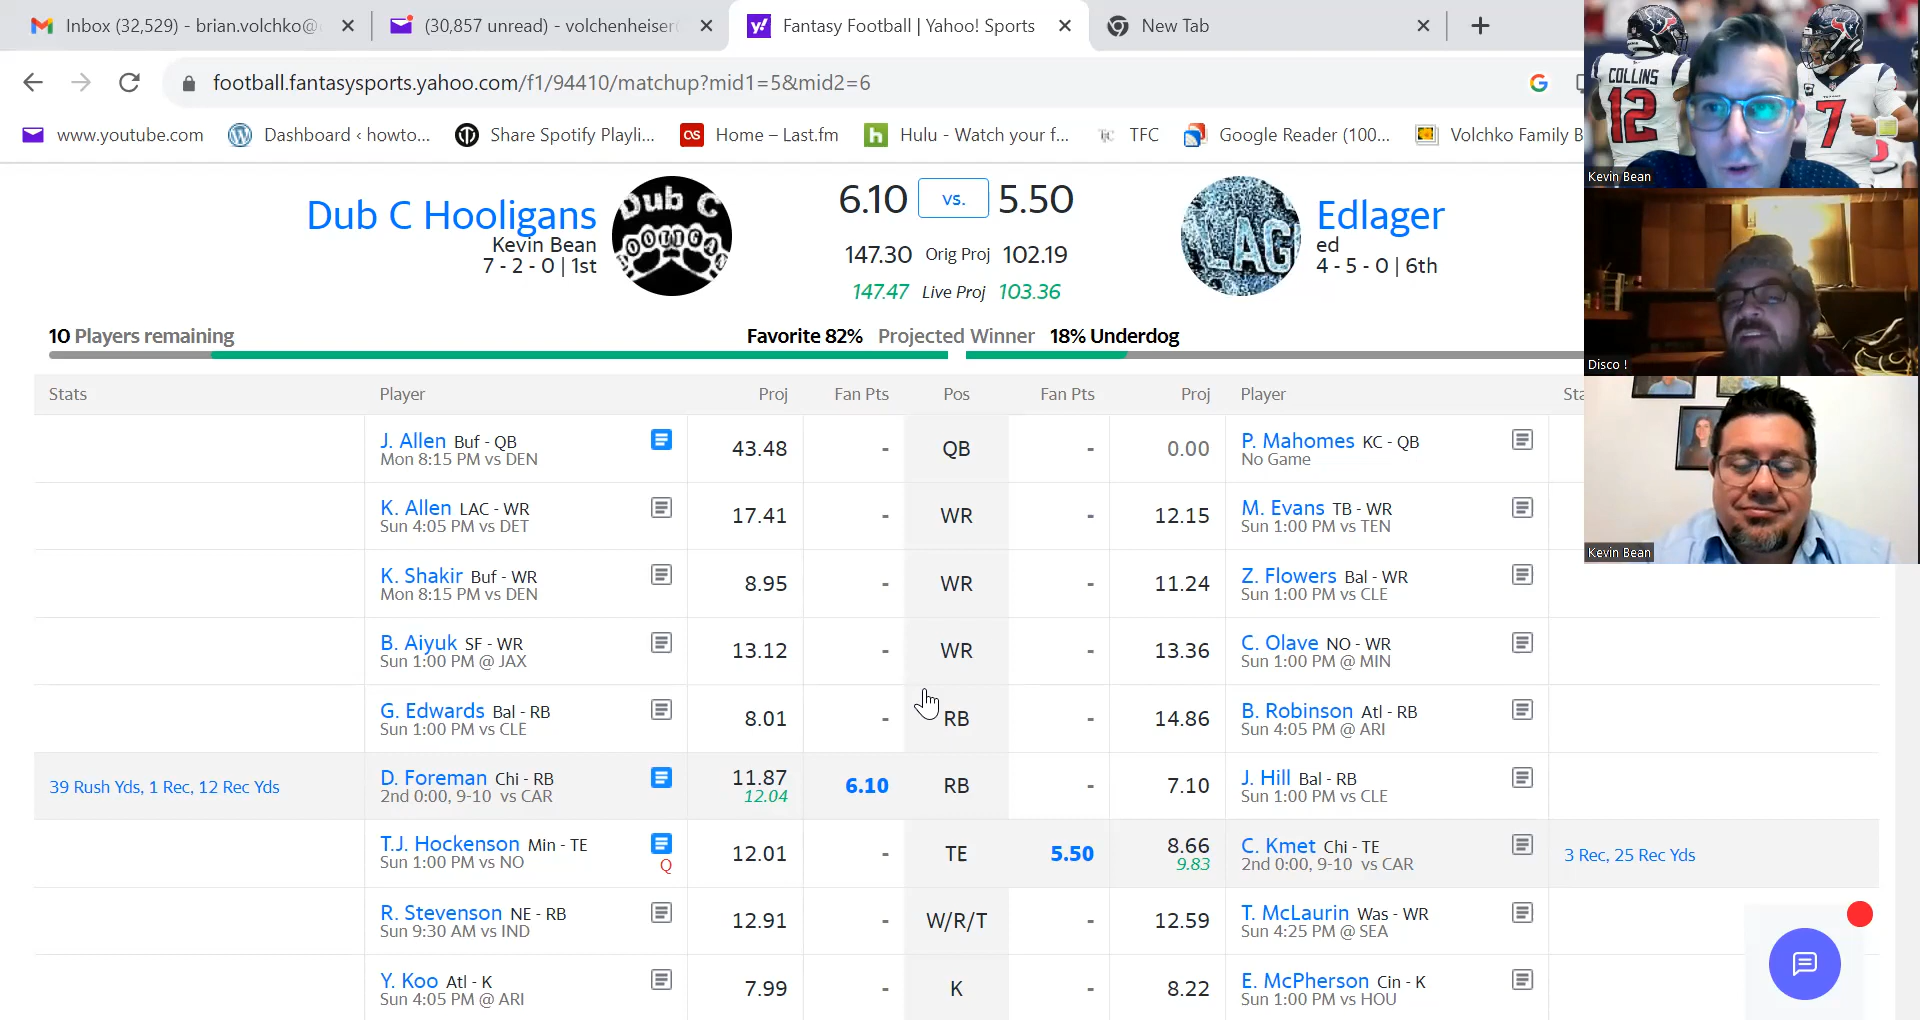 Inbox (32,529) - brian.volchko@
(30,857 unread) - volchenheiser
Fantasy Football | Yahoo! Sports
New Tab
football.fantasysports.yahoo.com/f1/94410/matchup?mid1=5&mid2=6
www.youtube.com
Dashboard ‹ howto...
Share Spotify Playli...
Home – Last.fm
Hulu - Watch your f...
TFC
Google Reader (100...
Volchko Family B
COLLINS
12
7
Kevin Bean
Disco !
Kevin Bean
Dub C Hooligans
Kevin Bean
7 - 2 - 0 | 1st
Dub C
6.10 vs. 5.50
147.30 Orig Proj 102.19
147.47 Live Proj 103.36
LAG
Edlager
ed
4 - 5 - 0 | 6th
10 Players remaining
Favorite 82% Projected Winner 18% Underdog
Stats Player Proj Fan Pts Pos Fan Pts Proj Player Sta
J. Allen Buf - QB 43.48 - QB - 0.00 P. Mahomes KC - QB
Mon 8:15 PM vs DEN No Game
K. Allen LAC - WR 17.41 - WR - 12.15 M. Evans TB - WR
Sun 4:05 PM vs DET Sun 1:00 PM vs TEN
K. Shakir Buf - WR 8.95 - WR - 11.24 Z. Flowers Bal - WR
Mon 8:15 PM vs DEN Sun 1:00 PM vs CLE
B. Aiyuk SF - WR 13.12 - WR - 13.36 C. Olave NO - WR
Sun 1:00 PM @ JAX Sun 1:00 PM @ MIN
G. Edwards Bal - RB 8.01 - RB - 14.86 B. Robinson Atl - RB
Sun 1:00 PM vs CLE Sun 4:05 PM @ ARI
39 Rush Yds, 1 Rec, 12 Rec Yds D. Foreman Chi - RB 11.87 6.10 RB - 7.10 J. Hill Bal - RB
2nd 0:00, 9-10 vs CAR 12.04 Sun 1:00 PM vs CLE
T.J. Hockenson Min - TE 12.01 - TE 5.50 8.66 C. Kmet Chi - TE 3 Rec, 25 Rec Yds
Sun 1:00 PM vs NO Q 9.83 2nd 0:00, 9-10 vs CAR
R. Stevenson NE - RB 12.91 - W/R/T - 12.59 T. McLaurin Was - WR
Sun 9:30 AM vs IND Sun 4:25 PM @ SEA
Y. Koo Atl - K 7.99 - K - 8.22 E. McPherson Cin - K
Sun 4:05 PM @ ARI Sun 1:00 PM vs HOU